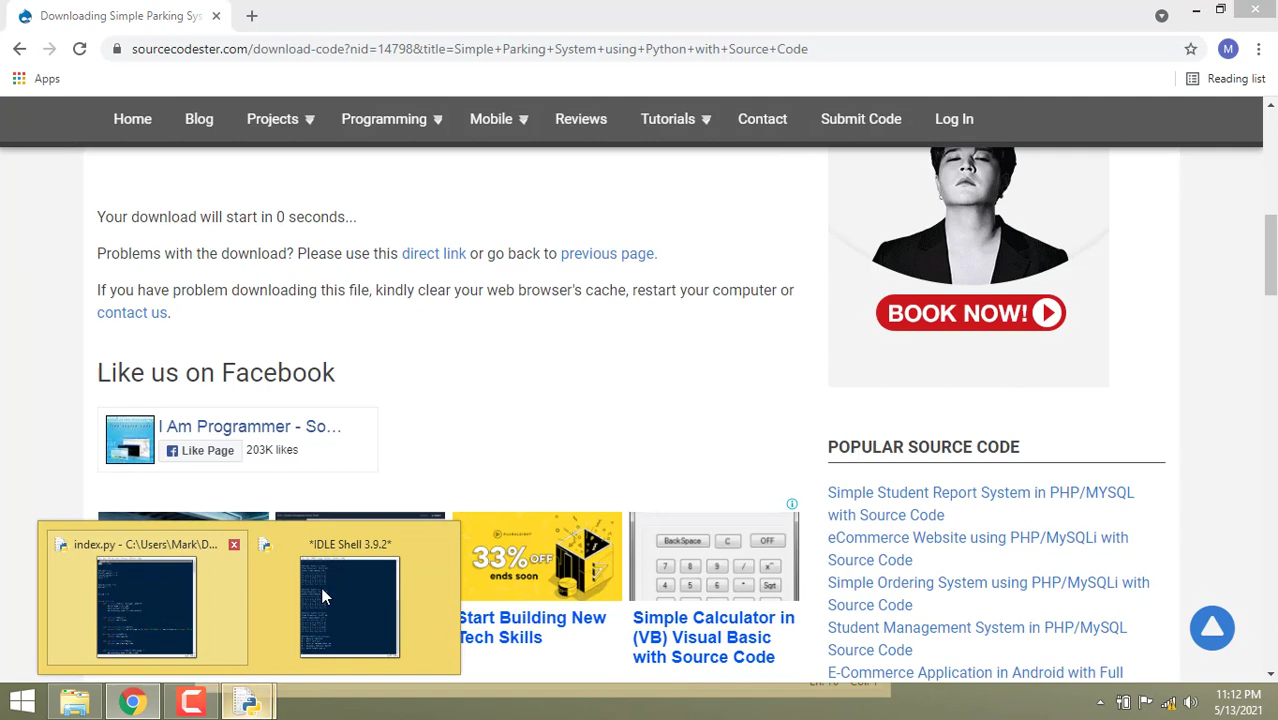 Downloading Simple Parking Sys
sourcecodester.com/download-code?nid=14798&title=Simple+Parking+System+using+Python+with+Source+Code
M
Apps
Reading list
Home Blog Projects Programming Mobile Reviews Tutorials Contact Submit Code Log In
Your download will start in 0 seconds...
Problems with the download? Please use this direct link or go back to previous page.
If you have problem downloading this file, kindly clear your web browser's cache, restart your computer or
contact us.
Like us on Facebook
I Am Programmer - So...
Like Page 203K likes
BOOK NOW!
POPULAR SOURCE CODE
Simple Student Report System in PHP/MYSQL
with Source Code
eCommerce Website using PHP/MySQLi with
Source Code
Simple Ordering System using PHP/MySQLi with
Source Code
Student Management System in PHP/MYSQL
Source Code
E-Commerce Application in Android with Full
index.py - C:\Users\Mark\D...
*IDLE Shell 3.9.2*
PLURALSIGHT
33% OFF
ends soon
BackSpace C OFF
7 8 9
4 5 6
Start Building New
Tech Skills
Simple Calculator in
(VB) Visual Basic
with Source Code
11:12 PM
5/13/2021